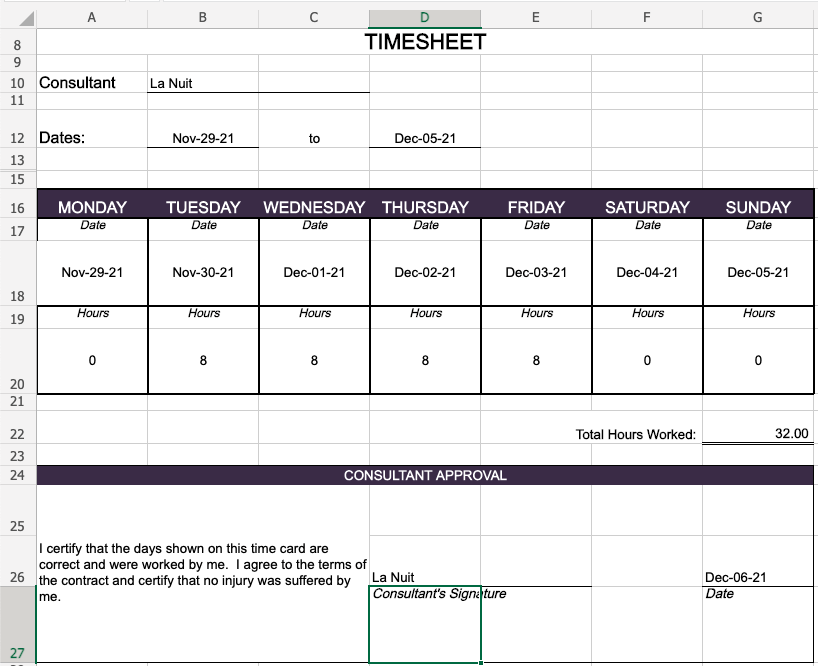 A B C D E F G
8 TIMESHEET
9
10 Consultant La Nuit
11
12 Dates: Nov-29-21 to Dec-05-21
13
15
16 MONDAY TUESDAY WEDNESDAY THURSDAY FRIDAY SATURDAY SUNDAY
17 Date Date Date Date Date Date Date
18 Nov-29-21 Nov-30-21 Dec-01-21 Dec-02-21 Dec-03-21 Dec-04-21 Dec-05-21
19 Hours Hours Hours Hours Hours Hours Hours
20 0 8 8 8 8 0 0
21
22 Total Hours Worked: 32.00
23
24 CONSULTANT APPROVAL
25
I certify that the days shown on this time card are
correct and were worked by me. I agree to the terms of
26 the contract and certify that no injury was suffered by La Nuit Dec-06-21
me. Consultant's Signature Date
27